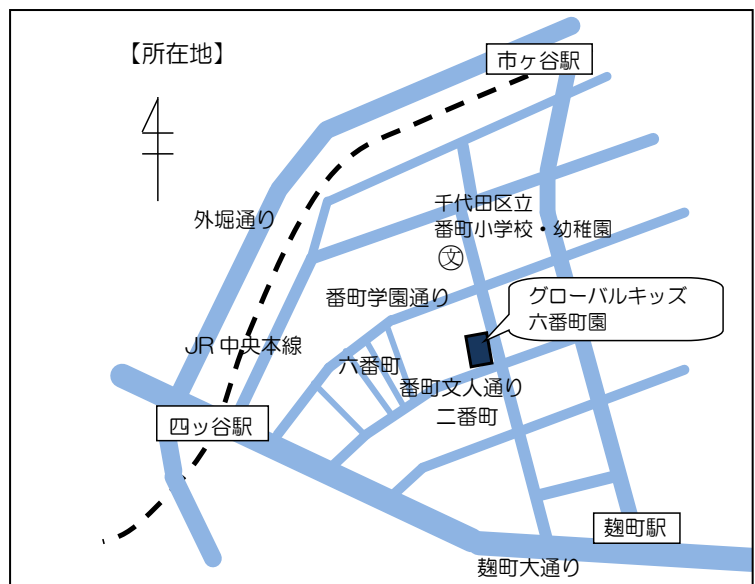 【所在地】
市ヶ谷駅
外堀通り
千代田区立
番町小学校・幼稚園
文
グローバルキッズ
六番町園
番町学園通り
JR中央本線
六番町
番町文人通り
二番町
四ッ谷駅
麹町駅
麹町大通り